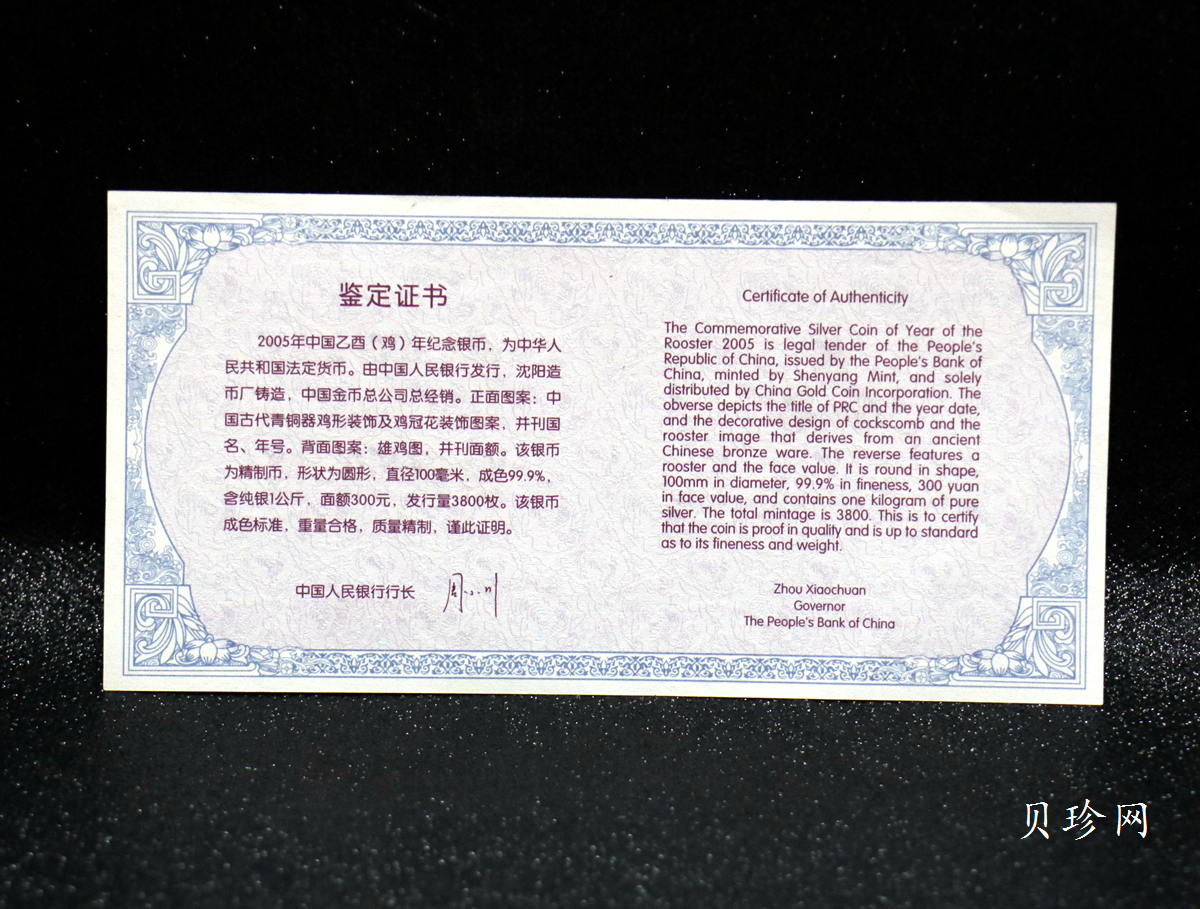 鉴定证书
2005年中国乙酉（鸡）年纪念银币，为中华人
民共和国法定货币。由中国人民银行发行，沈阳造
币厂铸造，中国金币总公司总经销。正面图案：中
国古代青铜器鸡形装饰及鸡冠花装饰图案，并刊国
名、年号。背面图案：雄鸡图，并刊面额。该银币
为精制币，形状为圆形，直径100毫米，成色99.9%，
含纯银1公斤，面额300元，发行量3800枚。该银币
成色标准，重量合格，质量精制，谨此证明。
中国人民银行行长 周小川
Certificate of Authenticity
The Commemorative Silver Coin of Year of the
Rooster 2005 is legal tender of the People's
Republic of China, issued by the People's Bank of
China, minted by Shenyang Mint, and solely
distributed by China Gold Coin Incorporation. The
obverse depicts the title of PRC and the year date,
and the decorative design of cockscomb and the
rooster image that derives from an ancient
Chinese bronze ware. The reverse features a
rooster and the face value. It is round in shape,
100mm in diameter, 99.9% in fineness, 300 yuan
in face value, and contains one kilogram of pure
silver. The total mintage is 3800. This is to certify
that the coin is proof in quality and is up to standard
as to its fineness and weight.
Zhou Xiaochuan
Governor
The People's Bank of China
贝珍网